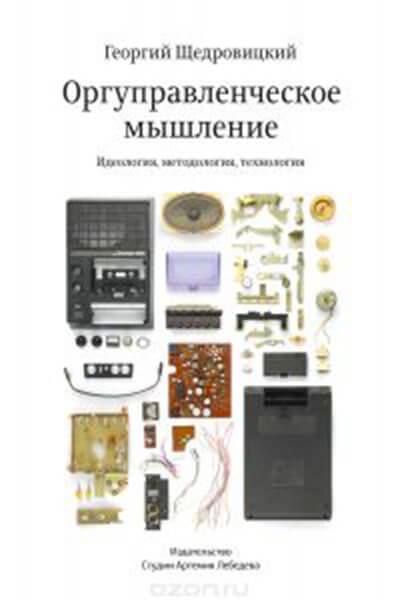 Георгий Щедровицкий
Оргуправленческое
мышление
Идеология, методология, технология
Издательство
Студии Артемия Лебедева
ozon.ru